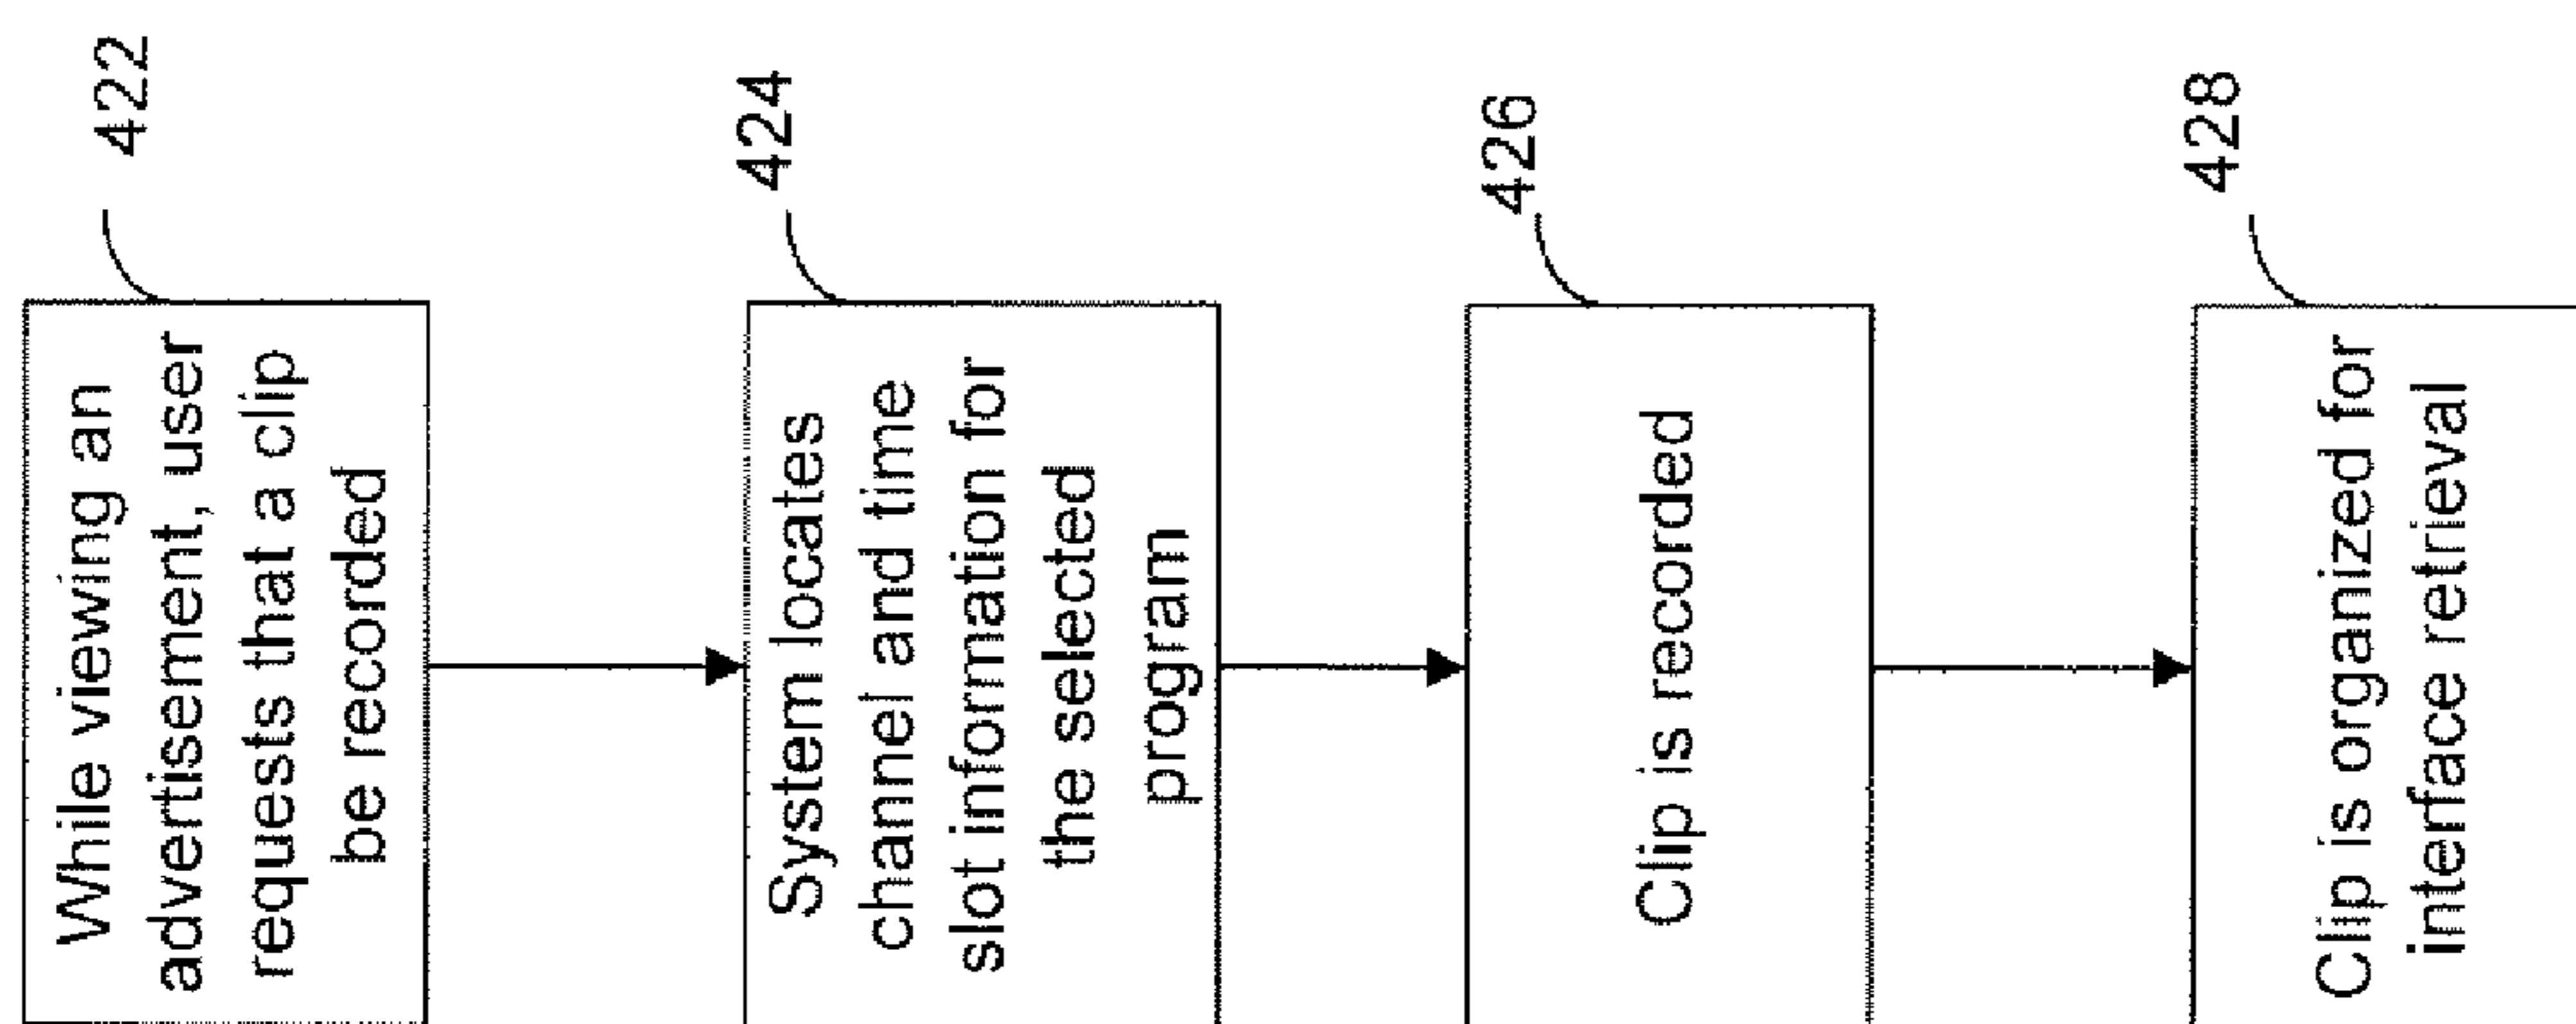 422
While viewing an
advertisement, user
requests that a clip
be recorded
424
System locates
channel and time
slot information for
the selected
program
426
Clip is recorded
428
Clip is organized for
interface retrieval